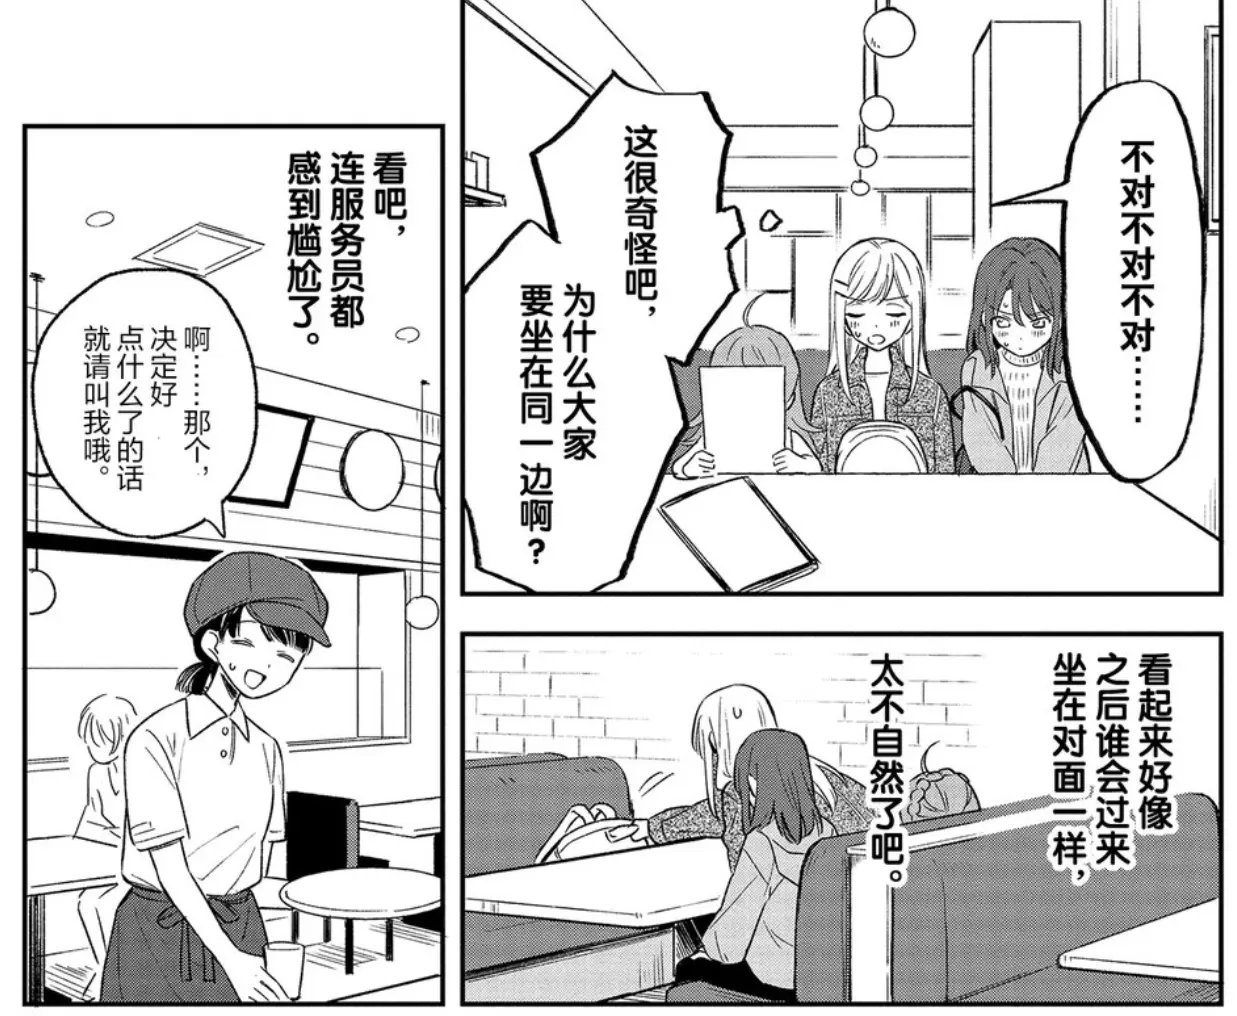 不对不对不对……
这很奇怪吧，
为什么大家
要坐在同一边啊？
看起来好像
之后谁会过来
坐在对面一样，
太不自然了吧。
看吧，
连服务员都
感到尴尬了。
啊……那个，
决定好
点什么了的话
就请叫我哦。